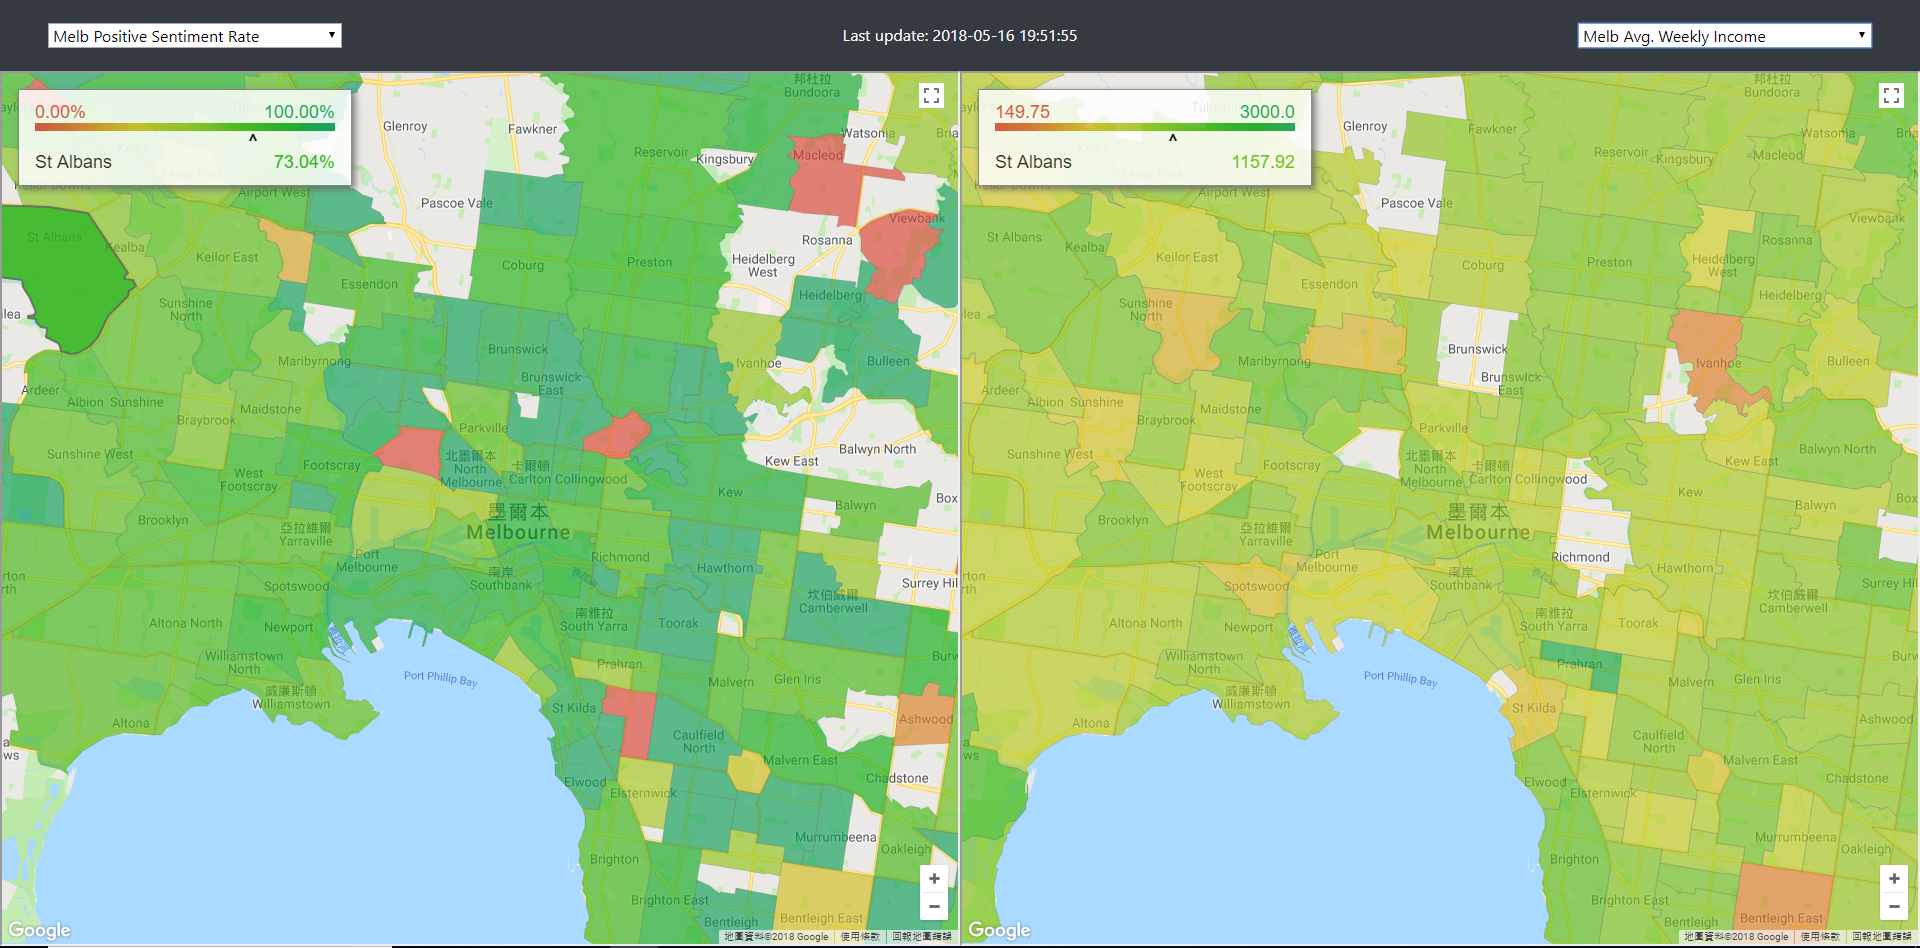 Melb Positive Sentiment Rate
Last update: 2018-05-16 19:51:55
Melb Avg. Weekly Income
0.00% 100.00%
St Albans 73.04%
邦杜拉
Bundoora
Glenroy
Fawkner
Watsonia
Reservoir
Kingsbury
Macleod
Airport West
Pascoe Vale
Viewbank
St Albans
Kealba
Rosanna
Keilor East
Coburg
Preston
Heidelberg
West
Essendon
Heidelberg
Sunshine
North
Brunswick
Maribyrnong
Ivanhoe
Bulleen
Brunswick
East
Ardeer
Albion
Sunshine
Maidstone
Braybrook
Parkville
Balwyn North
Sunshine West
北墨爾本
North
Melbourne
卡爾頓
Carlton
Collingwood
Kew East
Footscray
West
Footscray
Kew
Box
Balwyn
墨爾本
Melbourne
Brooklyn
亞拉維爾
Yarraville
Port
Melbourne
Richmond
Hawthorn
南岸
Southbank
Surrey Hil
Spotswood
坎伯威爾
Camberwell
Altona North
Newport
南雅拉
South Yarra
Toorak
Williamstown
North
Prahran
Burw
Port Phillip Bay
Malvern
Glen Iris
威廉斯頓
Williamstown
St Kilda
Altona
Ashwood
Caulfield
North
Malvern East
Elwood
Chadstone
Elsternwick
Murrumbeena
Oakleigh
Brighton
Brighton East
Bentleigh
Bentleigh East
Google
地圖資料©2018 Google
使用條款
回報地圖錯誤
149.75 3000.0
St Albans 1157.92
邦杜拉
Bundoora
Glenroy
Fawkner
Watsonia
Reservoir
Kingsbury
Macleod
Airport West
Pascoe Vale
Viewbank
St Albans
Kealba
Rosanna
Keilor East
Coburg
Preston
Heidelberg
West
Essendon
Heidelberg
Sunshine
North
Brunswick
Maribyrnong
Ivanhoe
Bulleen
Brunswick
East
Ardeer
Albion
Sunshine
Maidstone
Braybrook
Parkville
Balwyn North
Sunshine West
北墨爾本
North
Melbourne
卡爾頓
Carlton
Collingwood
Kew East
Footscray
West
Footscray
Kew
Box
Balwyn
墨爾本
Melbourne
Brooklyn
亞拉維爾
Yarraville
Port
Melbourne
Richmond
Hawthorn
南岸
Southbank
Surrey Hil
Spotswood
坎伯威爾
Camberwell
Altona North
Newport
南雅拉
South Yarra
Toorak
Williamstown
North
Prahran
Burw
Port Phillip Bay
Malvern
Glen Iris
威廉斯頓
Williamstown
St Kilda
Altona
Ashwood
Caulfield
North
Malvern East
Elwood
Chadstone
Elsternwick
Murrumbeena
Oakleigh
Brighton
Bentleigh
Bentleigh East
Google
地圖資料©2018 Google
使用條款
回報地圖錯誤